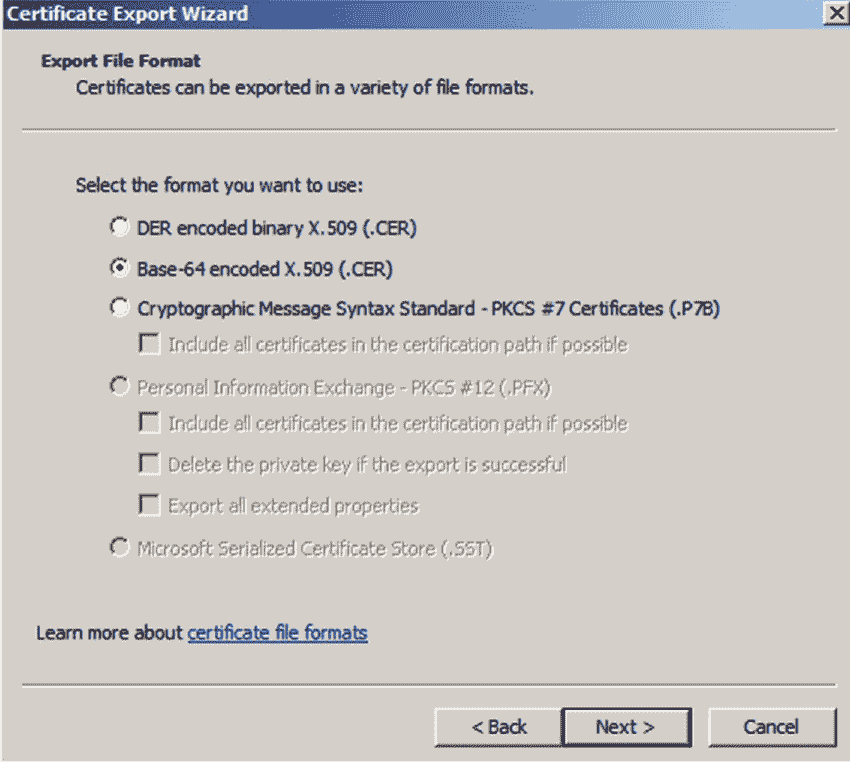 Certificate Export Wizard
Export File Format
Certificates can be exported in a variety of file formats.
Select the format you want to use:
DER encoded binary X.509 (.CER)
Base-64 encoded X.509 (.CER)
Cryptographic Message Syntax Standard - PKCS #7 Certificates (.P7B)
Include all certificates in the certification path if possible
Personal Information Exchange - PKCS #12 (.PFX)
Include all certificates in the certification path if possible
Delete the private key if the export is successful
Export all extended properties
Microsoft Serialized Certificate Store (.SST)
Learn more about certificate file formats
< Back Next > Cancel